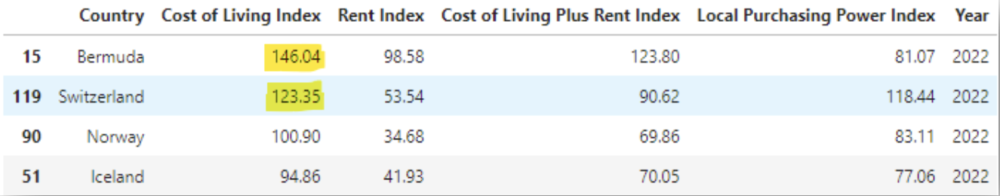 Country Cost of Living Index Rent Index Cost of Living Plus Rent Index Local Purchasing Power Index Year
15 Bermuda 146.04 98.58 123.80 81.07 2022
119 Switzerland 123.35 53.54 90.62 118.44 2022
90 Norway 100.90 34.68 69.86 83.11 2022
51 Iceland 94.86 41.93 70.05 77.06 2022